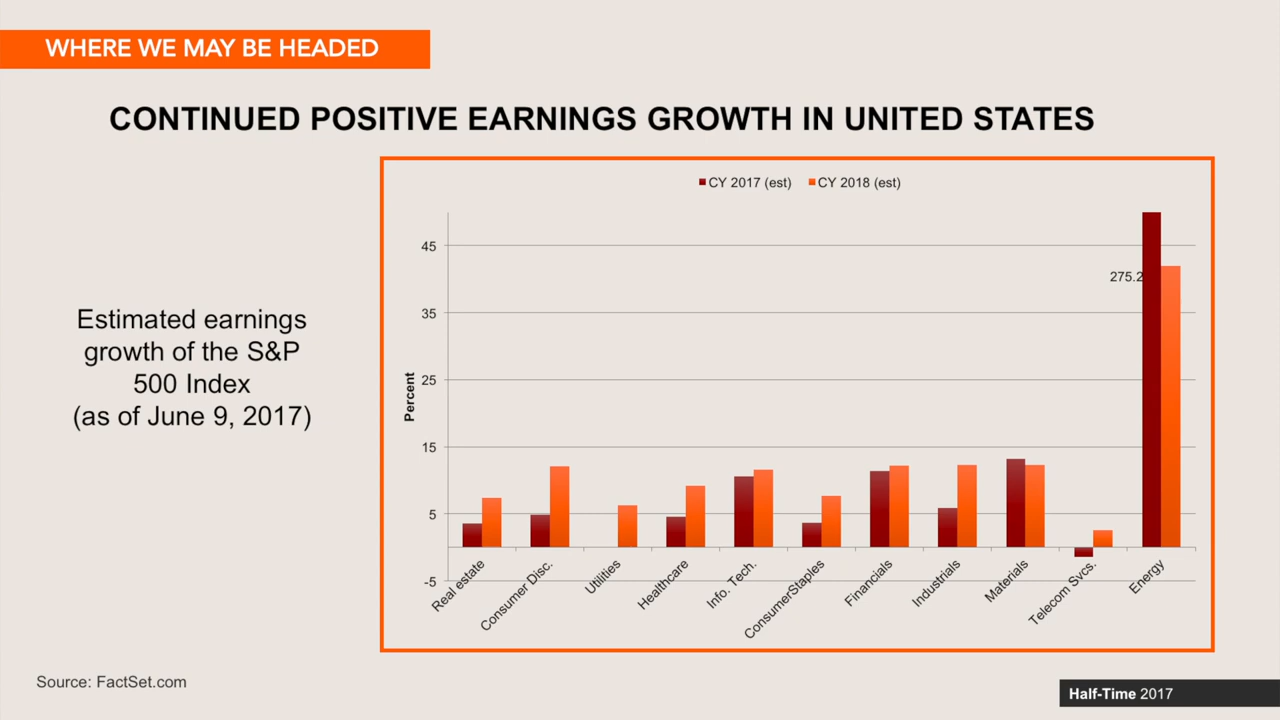 WHERE WE MAY BE HEADED
CONTINUED POSITIVE EARNINGS GROWTH IN UNITED STATES
Estimated earnings
growth of the S&P
500 Index
(as of June 9, 2017)
CY 2017 (est) CY 2018 (est)
Percent
45
35
25
15
5
-5
275.2
Real estate
Consumer Disc.
Utilities
Healthcare
Info. Tech.
ConsumerStaples
Financials
Industrials
Materials
Telecom Svcs.
Energy
Source: FactSet.com
Half-Time 2017